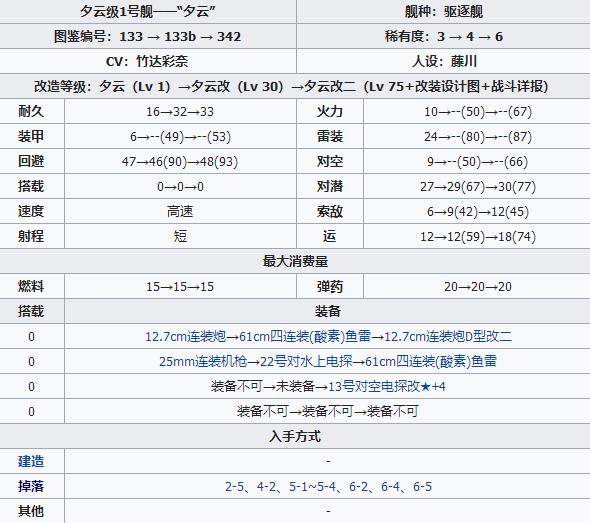 夕云级1号舰——“夕云” 舰种：驱逐舰
图鉴编号：133 → 133b → 342 稀有度：3 → 4 → 6
CV：竹达彩奈 人设：藤川
改造等级：夕云（Lv 1）→夕云改（Lv 30）→夕云改二（Lv 75+改装设计图+战斗详报）
耐久 16→32→33 火力 10→--(50)→--(67)
装甲 6→--(49)→--(53) 雷装 24→--(80)→--(87)
回避 47→46(90)→48(93) 对空 9→--(50)→--(66)
搭载 0→0→0 对潜 27→29(67)→30(77)
速度 高速 索敌 6→9(42)→12(45)
射程 短 运 12→12(59)→18(74)
最大消费量
燃料 15→15→15 弹药 20→20→20
搭载 装备
0 12.7cm连装炮→61cm四连装(酸素)鱼雷→12.7cm连装炮D型改二
0 25mm连装机枪→22号对水上电探→61cm四连装(酸素)鱼雷
0 装备不可→未装备→13号对空电探改★+4
0 装备不可→装备不可→装备不可
入手方式
建造 -
掉落 2-5、4-2、5-1~5-4、6-2、6-4、6-5
其他 -